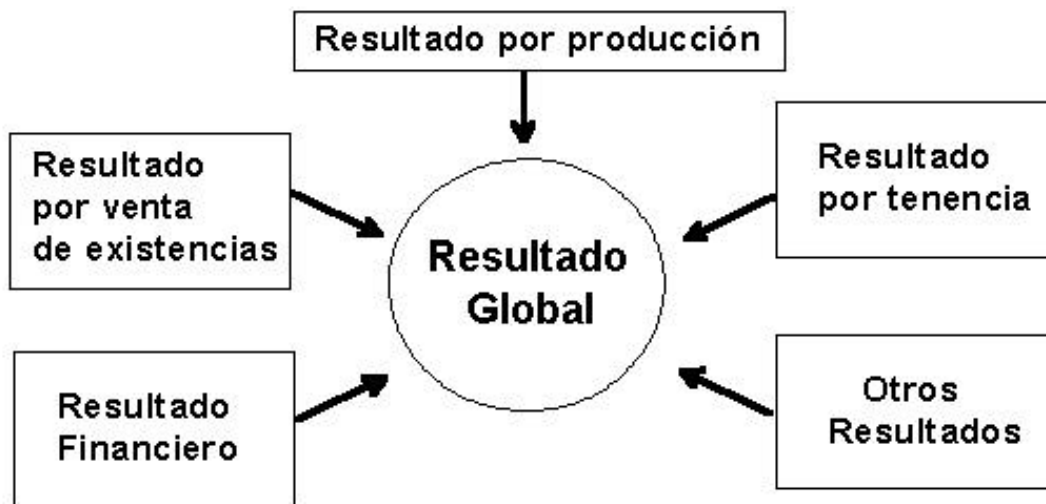 Resultado por producción
Resultado
por venta
de existencias
Resultado
por tenencia
Resultado
Global
Resultado
Financiero
Otros
Resultados